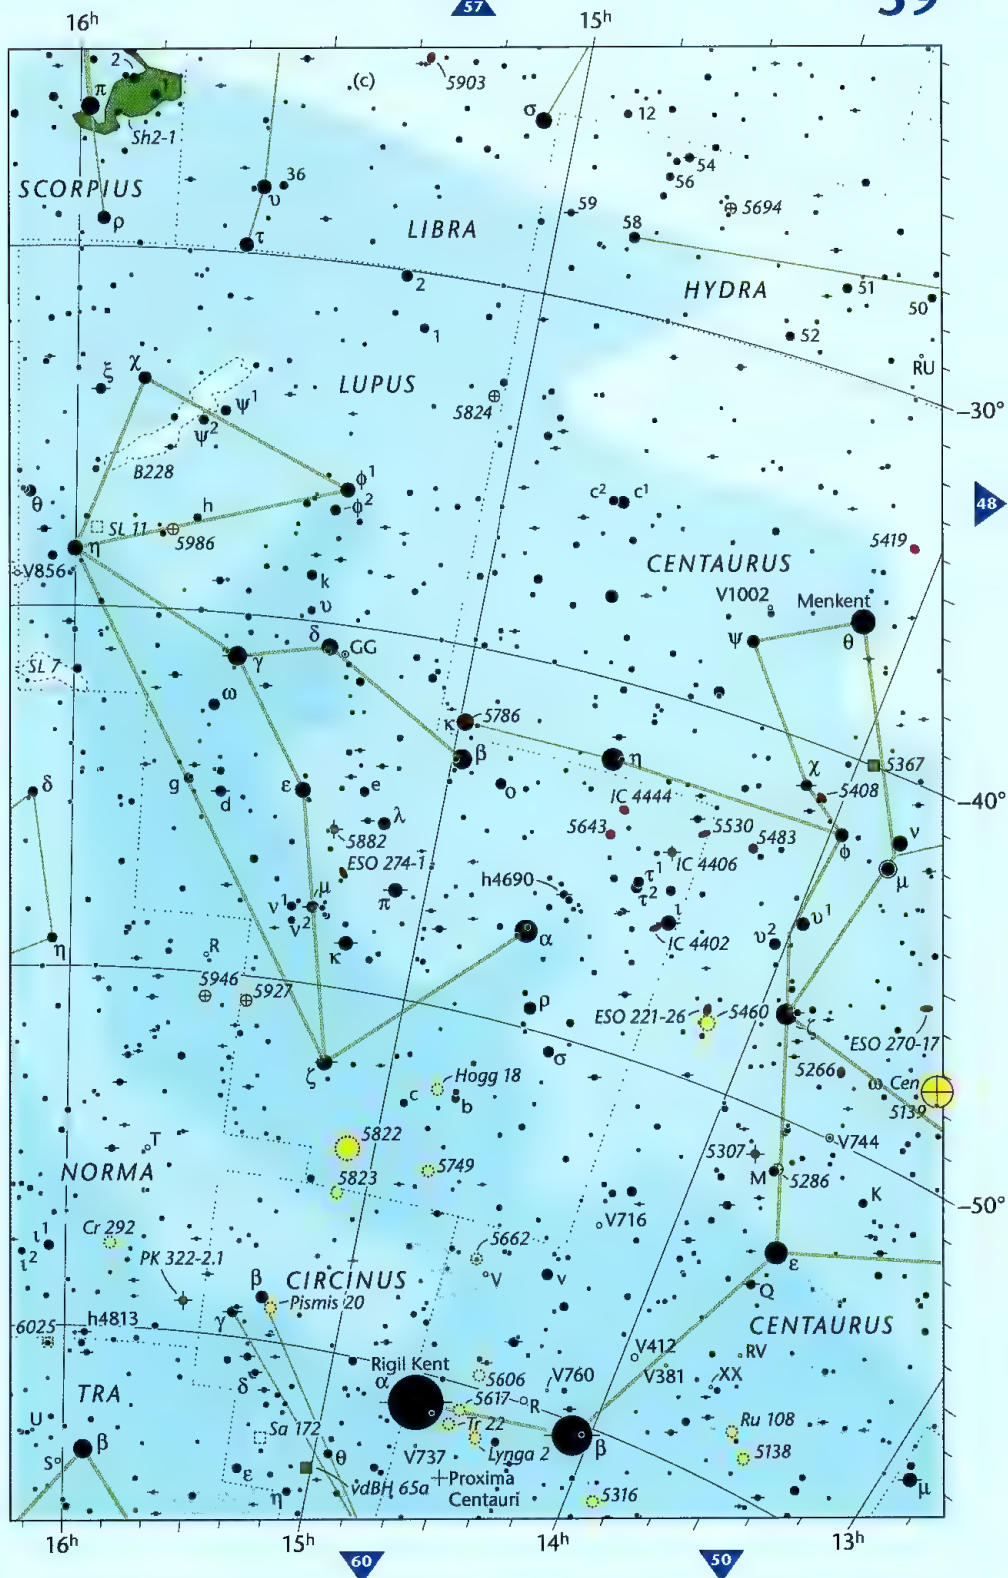 57
59
16h 15h
2
(c)
5903
π
1
Sh2-1
σ
12
54
SCORPIUS
36
56
υ
5694
59
ρ
LIBRA
58
τ
2
51
HYDRA
50
1
52
RU
χ
ξ
LUPUS
ψ1
5824
–30°
ψ2
B228
ϕ1
c2 c1
θ
h
ϕ2
48
SL 11
5986
η
5419
CENTAURUS
V856
k
V1002
Menkent
υ
δ
GG
ψ
θ
γ
SL 7
ω
κ 5786
β
η
5367
χ
g
5408
δ
d
ε
e
o
IC 4444
–40°
λ
5643
5530
5483
ν
5882
ϕ
ESO 274-1
IC 4406
μ
h4690
τ1
μ
π
τ2
ν1
ν2
ι
υ1
α
η
κ
IC 4402
υ2
R
5946
5927
ρ
ESO 221-26
5460
ζ
ESO 270-17
σ
ζ
Hogg 18
5266
ω Cen
c
b
5139
5822
V744
T
5307
NORMA
5749
M
5286
5823
K
–50°
V716
Cr 292
ι1
5662
ι2
PK 322-2.1
ε
β
CIRCINUS
V
ν
Pismis 20
Q
γ
h4813
CENTAURUS
6025
V412
RV
Rigil Kent
V760
V381
XX
α
5606
δ
TRA
5617
R
U
Tr 22
Ru 108
Sa 172
β
θ
V737
Lynga 2
β
5138
S
ε
vdBH 65a
Proxima
μ
Centauri
η
5316
16h 15h 14h 13h
60
50